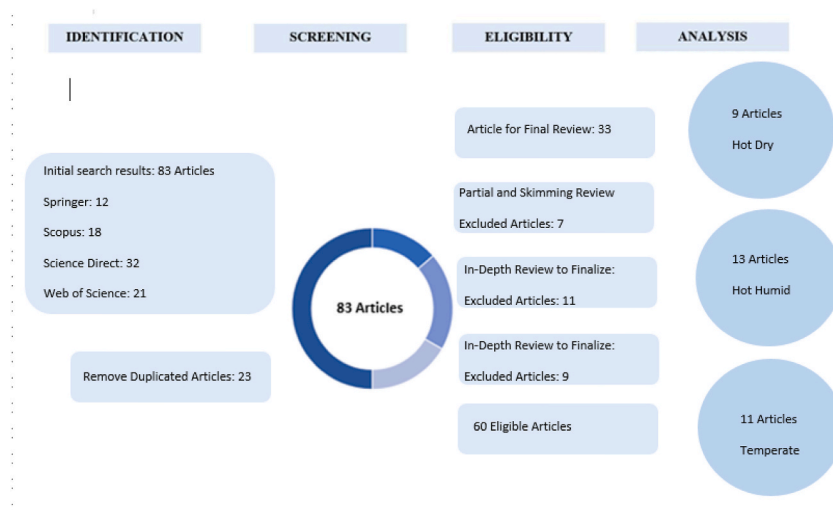 IDENTIFICATION
SCREENING
ELIGIBILITY
ANALYSIS
Initial search results: 83 Articles
Springer: 12
Scopus: 18
Science Direct: 32
Web of Science: 21
Remove Duplicated Articles: 23
83 Articles
Article for Final Review: 33
Partial and Skimming Review
Excluded Articles: 7
In-Depth Review to Finalize:
Excluded Articles: 11
In-Depth Review to Finalize:
Excluded Articles: 9
60 Eligible Articles
9 Articles
Hot Dry
13 Articles
Hot Humid
11 Articles
Temperate